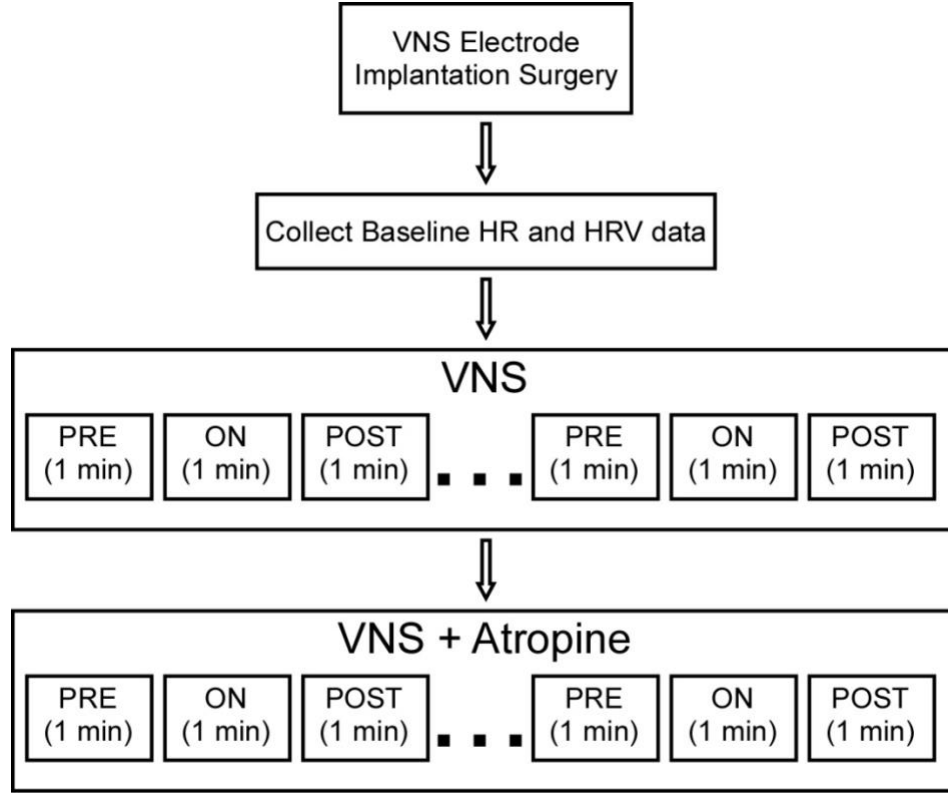 VNS Electrode
Implantation Surgery
Collect Baseline HR and HRV data
VNS
PRE
(1 min)
ON
(1 min)
POST
(1 min)
. . .
PRE
(1 min)
ON
(1 min)
POST
(1 min)
VNS + Atropine
PRE
(1 min)
ON
(1 min)
POST
(1 min)
. . .
PRE
(1 min)
ON
(1 min)
POST
(1 min)